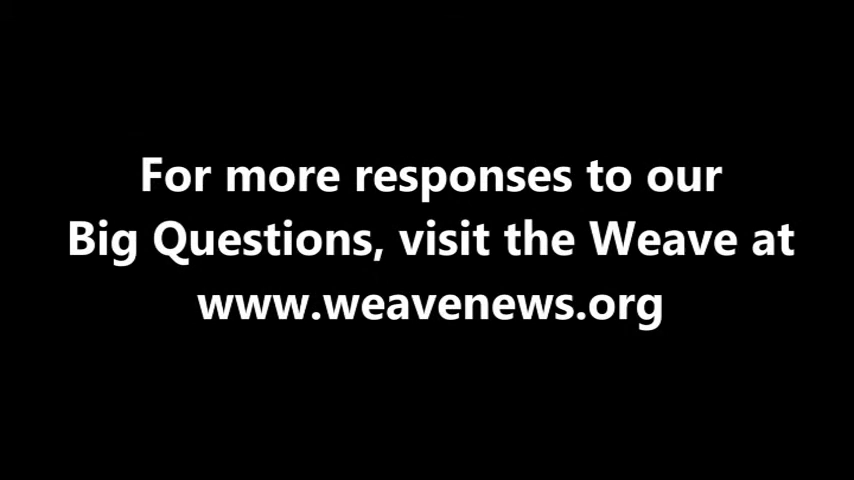 For more responses to our
Big Questions, visit the Weave at
www.weavenews.org